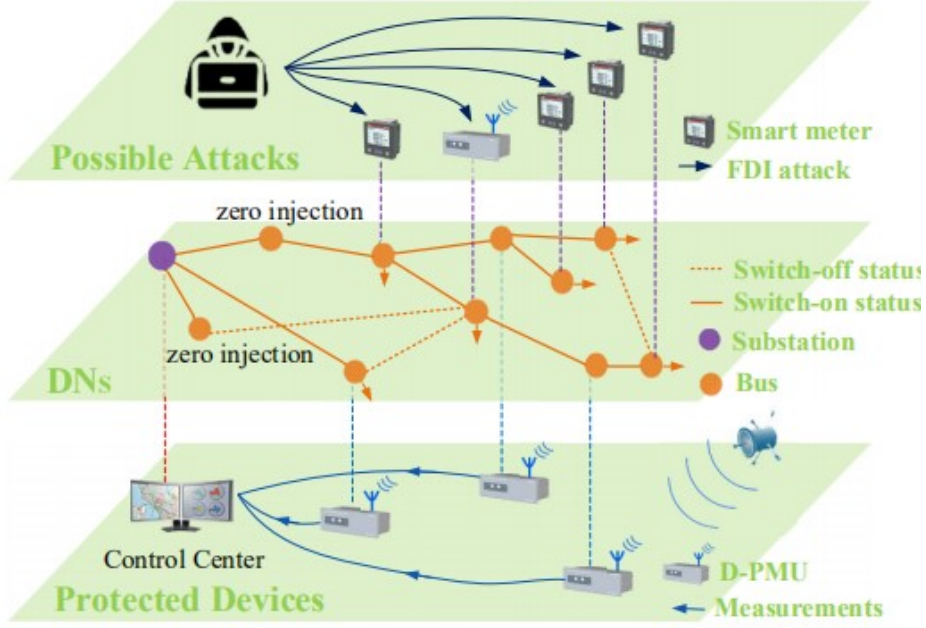 Possible Attacks
Smart meter
FDI attack
zero injection
zero injection
DNs
Switch-off status
Switch-on status
Substation
Bus
Control Center
Protected Devices
D-PMU
Measurements